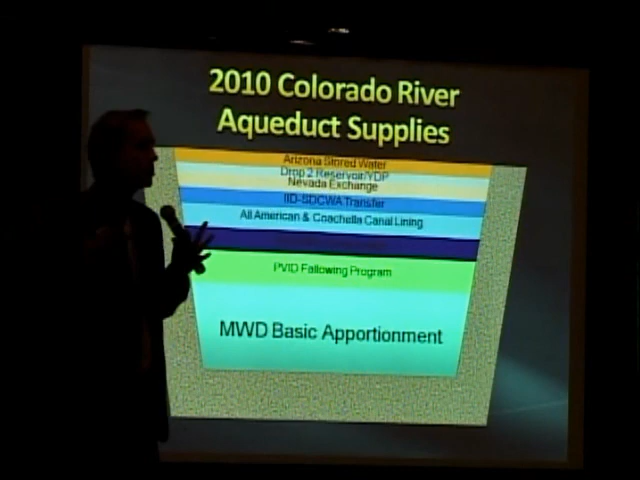 2010 Colorado River
Aqueduct Supplies
Arizona Stored Water
Drop 2 Reservoir/YDP
Nevada Exchange
IID-SDCWA Transfer
All American & Coachella Canal Lining
PVID Fallowing Program
MWD Basic Apportionment